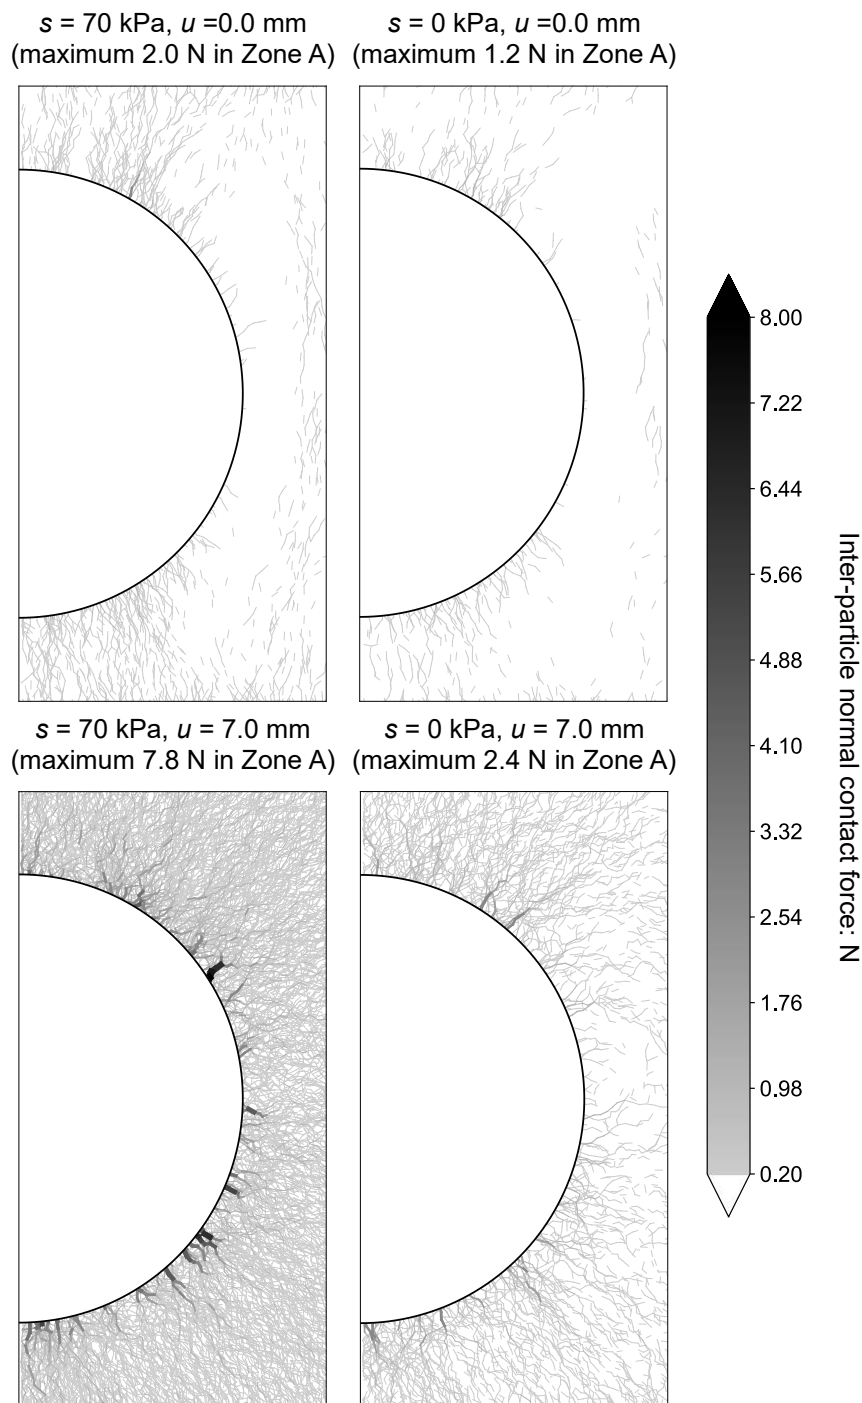 s = 70 kPa, u =0.0 mm
(maximum 2.0 N in Zone A)
s = 0 kPa, u =0.0 mm
(maximum 1.2 N in Zone A)
s = 70 kPa, u = 7.0 mm
(maximum 7.8 N in Zone A)
s = 0 kPa, u = 7.0 mm
(maximum 2.4 N in Zone A)
8.00
7.22
6.44
5.66
4.88
4.10
3.32
2.54
1.76
0.98
0.20
Inter-particle normal contact force: N